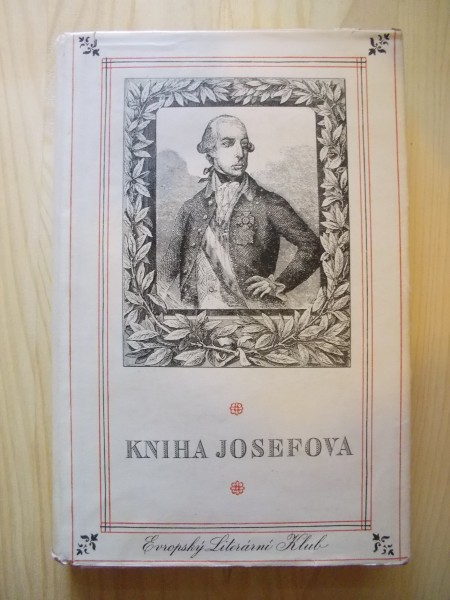 KNIHA JOSEFOVA
Evropský Literární Klub